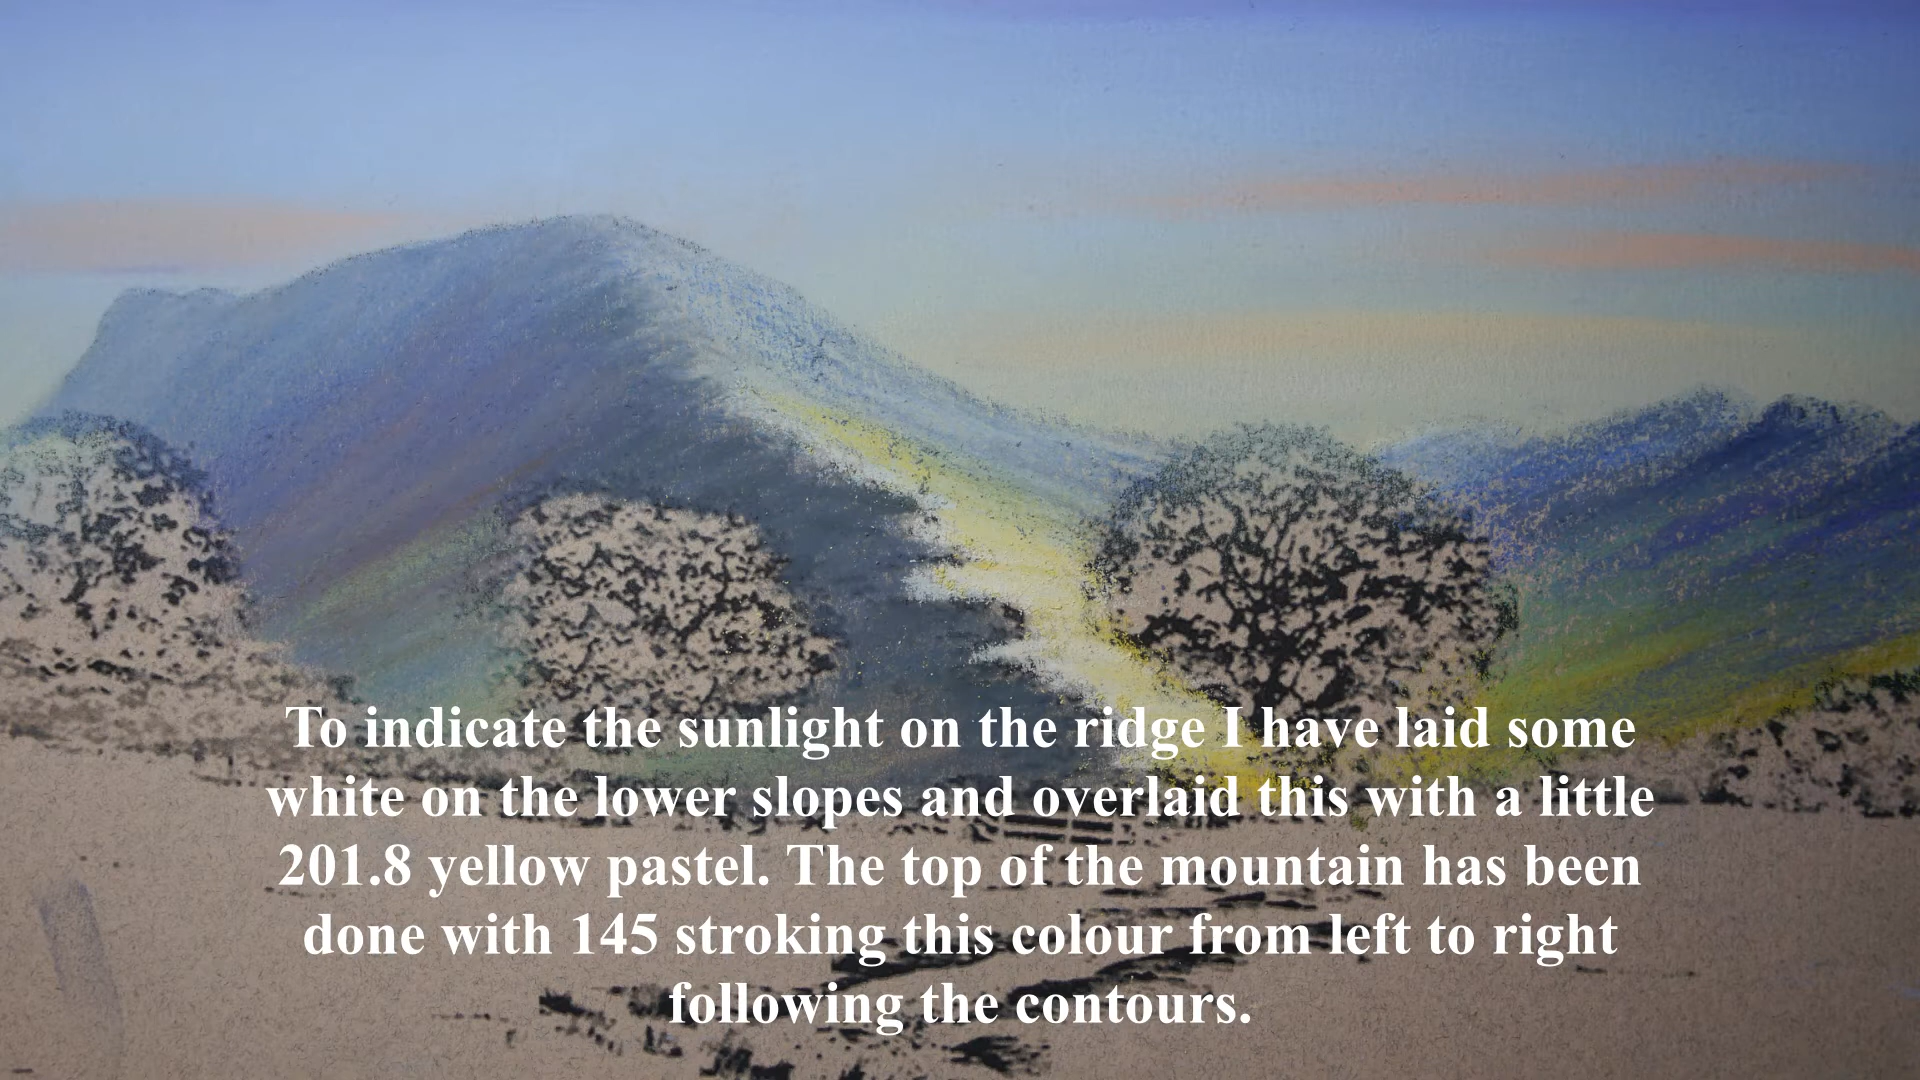 To indicate the sunlight on the ridge I have laid some
white on the lower slopes and overlaid this with a little
201.8 yellow pastel. The top of the mountain has been
done with 145 stroking this colour from left to right
following the contours.